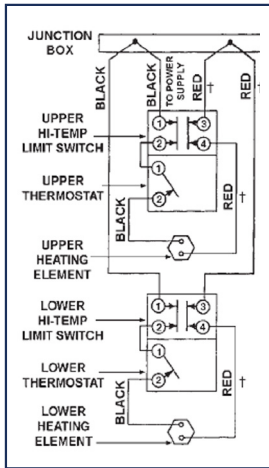 JUNCTION
BOX
BLACK
BLACK
TO POWER
SUPPLY
RED
†
RED
†
UPPER
HI-TEMP
LIMIT SWITCH
1
3
2
4
UPPER
THERMOSTAT
1
2
BLACK
RED
†
UPPER
HEATING
ELEMENT
LOWER
HI-TEMP
LIMIT SWITCH
1
3
2
4
LOWER
THERMOSTAT
1
2
BLACK
RED
†
LOWER
HEATING
ELEMENT